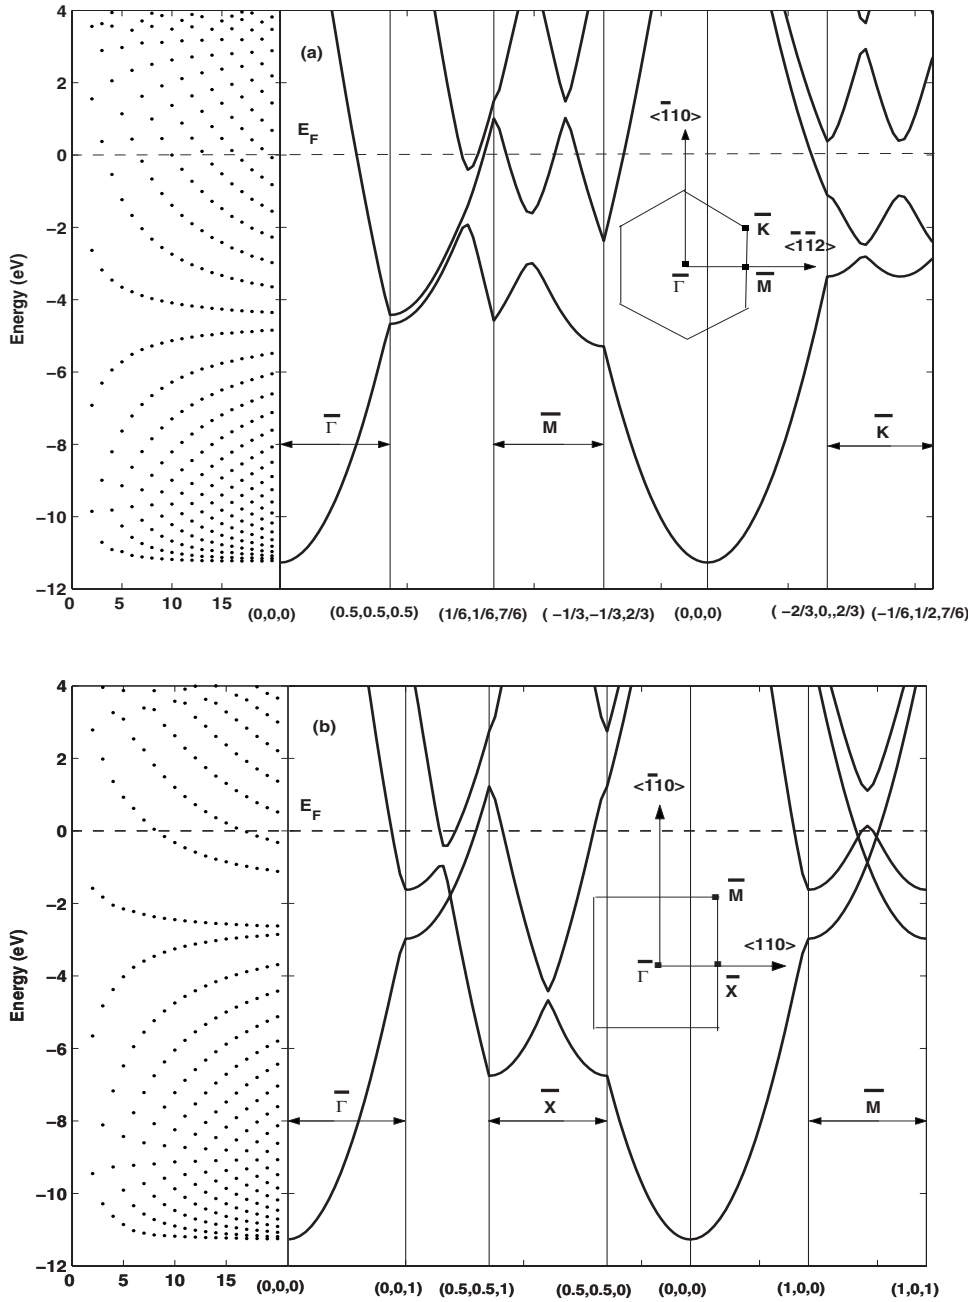 4
(a)
2
<1̅10>
E_F
0
−2
K̅
<1̅1̅2>
Γ̅
M̅
−4
Energy (eV)
−6
Γ̅
M̅
K̅
−8
−10
−12
0 5 10 15 (0,0,0) (0.5,0.5,0.5) (1/6,1/6,7/6) (-1/3,-1/3,2/3) (0,0,0) (-2/3,0,,2/3) (-1/6,1/2,7/6)
4
(b)
2
<1̅10>
E_F
0
M̅
−2
<110>
Γ̅
X̅
−4
Energy (eV)
−6
Γ̅
X̅
M̅
−8
−10
−12
0 5 10 15 (0,0,0) (0,0,1) (0.5,0.5,1) (0.5,0.5,0) (0,0,0) (1,0,0) (1,0,1)